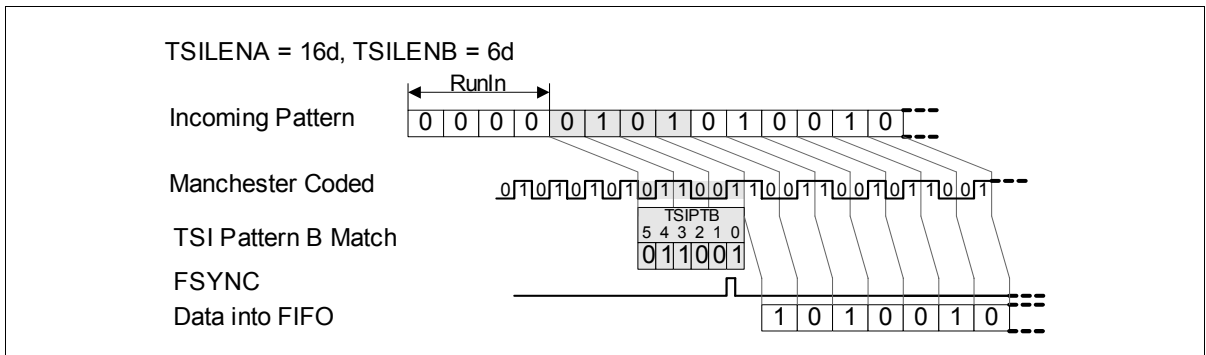 TSILENA = 16d, TSILENB = 6d
RunIn
Incoming Pattern 0 0 0 0 0 1 0 1 0 1 0 0 1 0
Manchester Coded 0 1 0 1 0 1 0 1 0 1 1 0 0 1 1 0 0 1 1 0 0 1 0 1 1 0 0 1
TSIPTB
5 4 3 2 1 0
TSI Pattern B Match 0 1 1 0 0 1
FSYNC
Data into FIFO 1 0 1 0 0 1 0